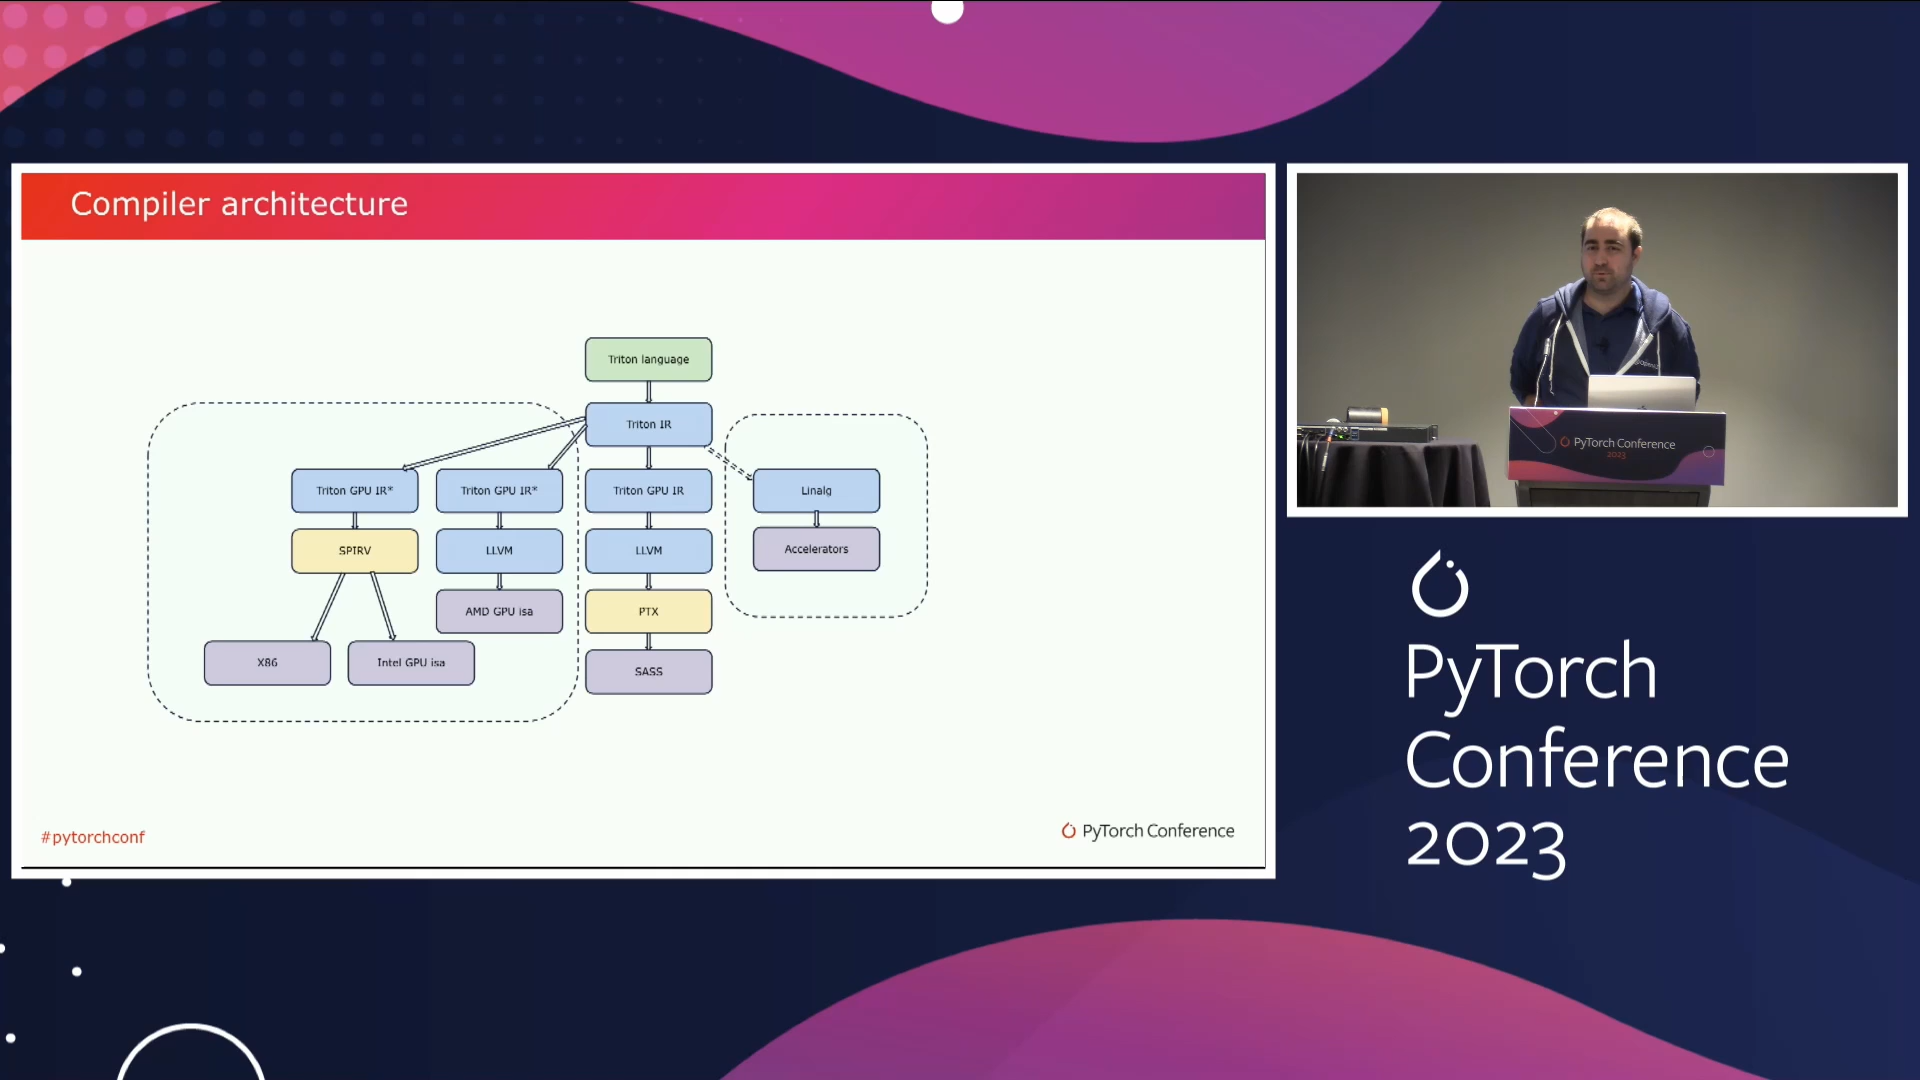 Compiler architecture
Triton language
Triton IR
Triton GPU IR*
Triton GPU IR*
Triton GPU IR
Linalg
SPIRV
LLVM
LLVM
Accelerators
AMD GPU isa
PTX
X86
Intel GPU isa
SASS
#pytorchconf
PyTorch Conference
PyTorch Conference
2023
PyTorch
Conference
2023